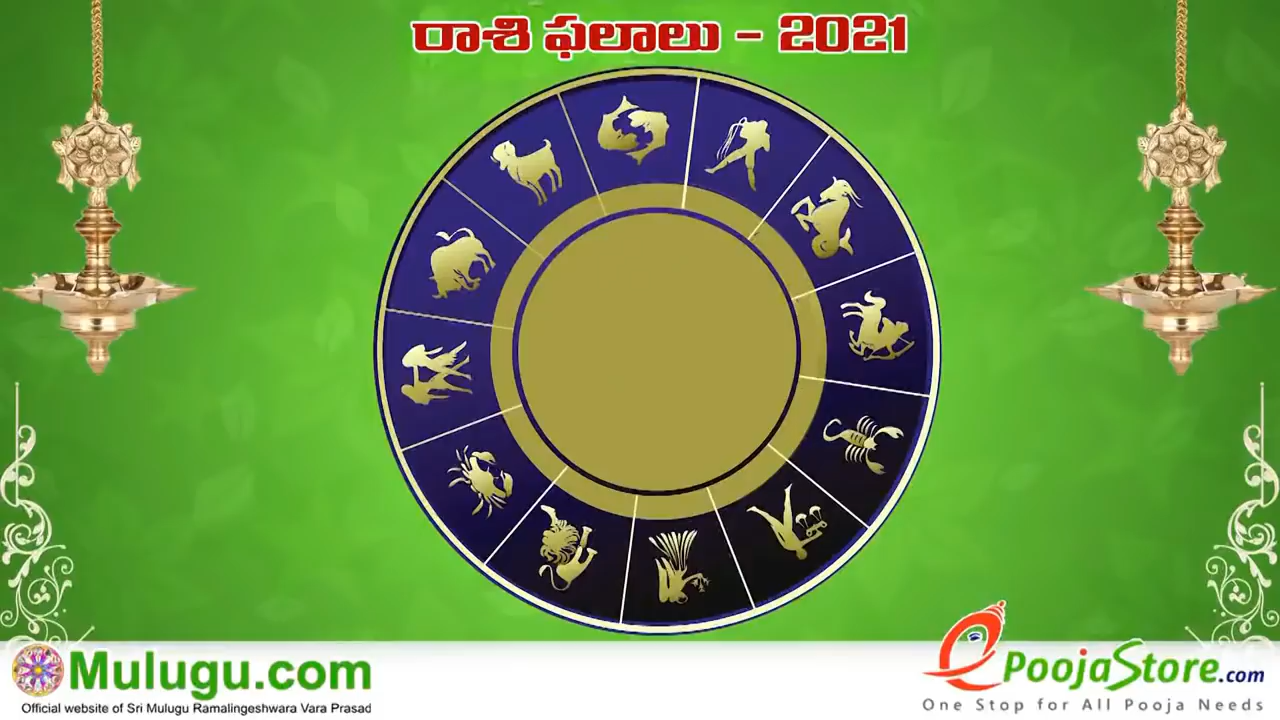 రాశి ఫలాలు - 2021
Mulugu.com
Official website of Sri Mulugu Ramalingeshwara Vara Prasad
ePoojaStore.com
One Stop for All Pooja Needs